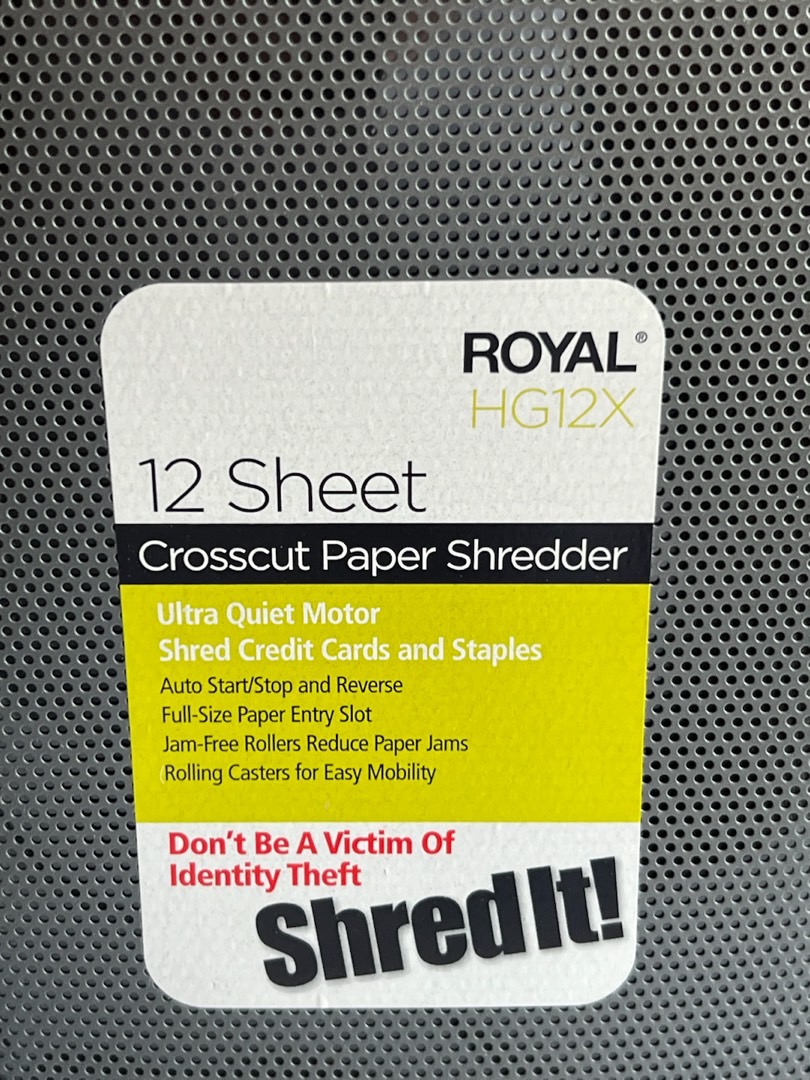 ROYAL®
HG12X
12 Sheet
Crosscut Paper Shredder
Ultra Quiet Motor
Shred Credit Cards and Staples
Auto Start/Stop and Reverse
Full-Size Paper Entry Slot
Jam-Free Rollers Reduce Paper Jams
Rolling Casters for Easy Mobility
Don't Be A Victim Of
Identity Theft
Shred It!